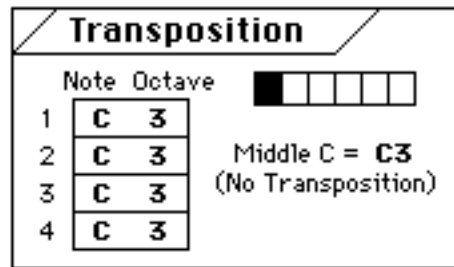 Transposition
Note Octave
1 C 3
2 C 3
3 C 3
4 C 3
Middle C = C3
(No Transposition)